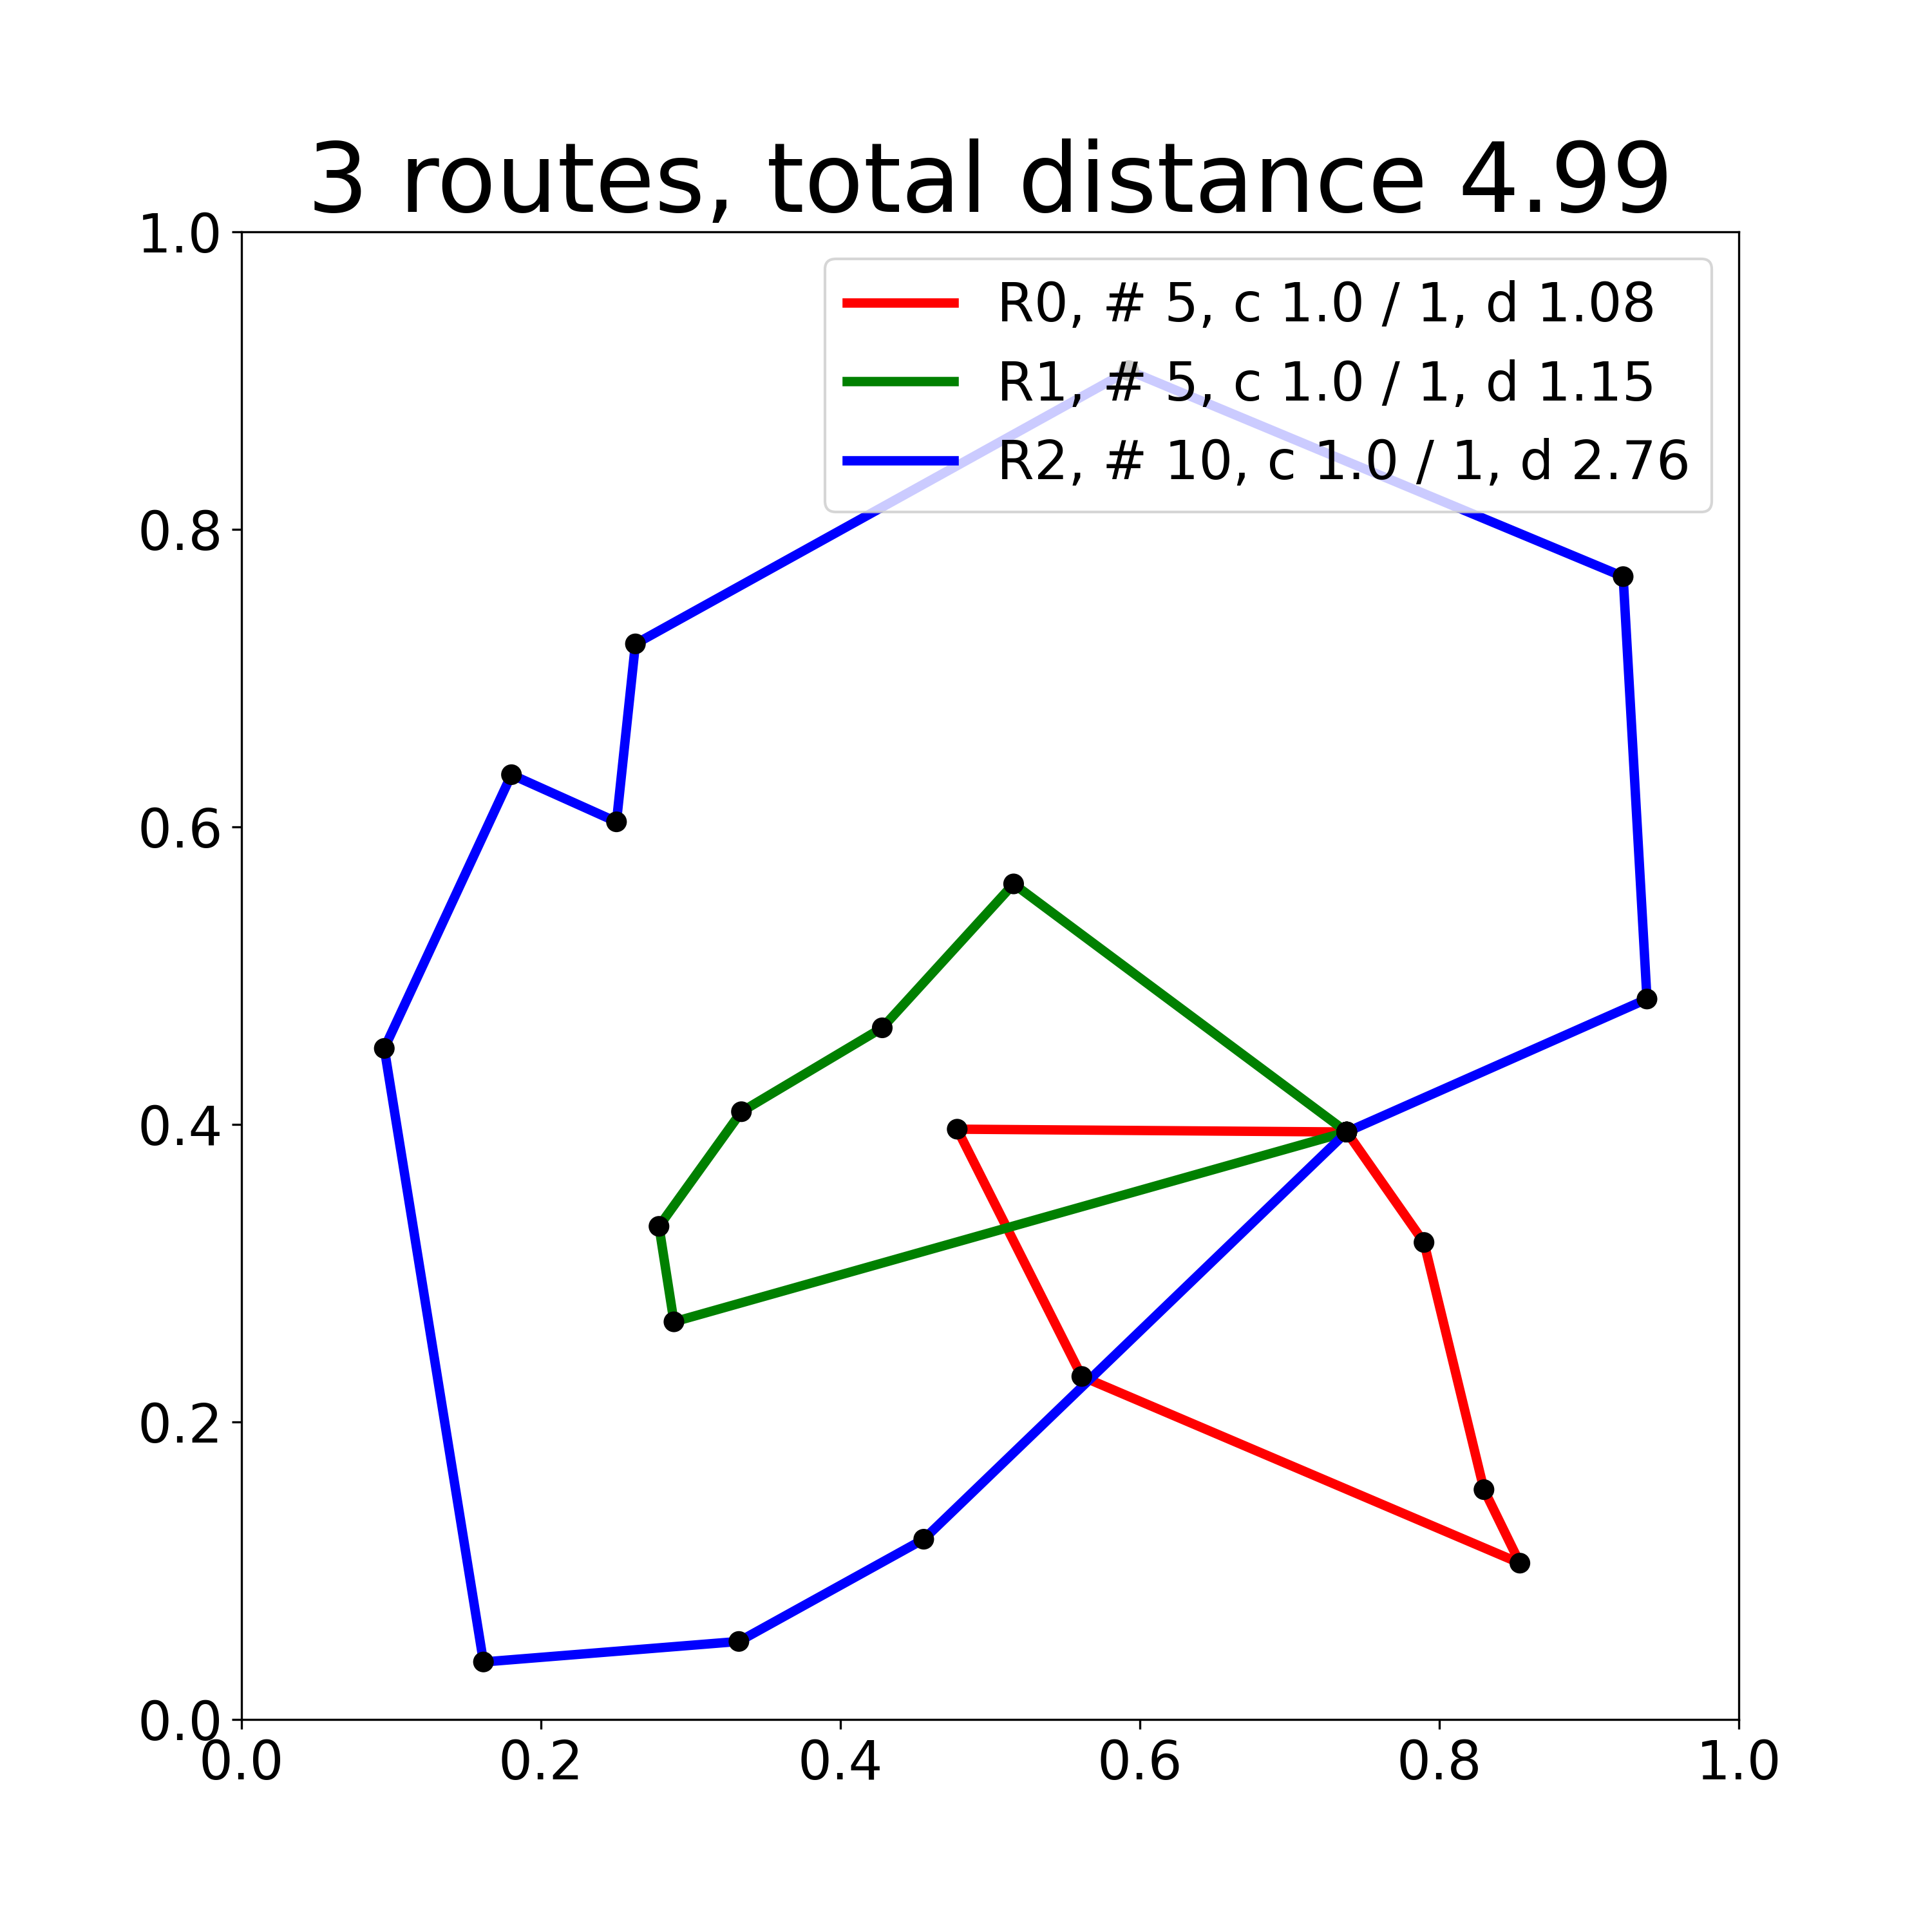 3 routes, total distance 4.99
R0, # 5, c 1.0 / 1, d 1.08
R1, # 5, c 1.0 / 1, d 1.15
R2, # 10, c 1.0 / 1, d 2.76
1.0
0.8
0.6
0.4
0.2
0.0
0.0 0.2 0.4 0.6 0.8 1.0